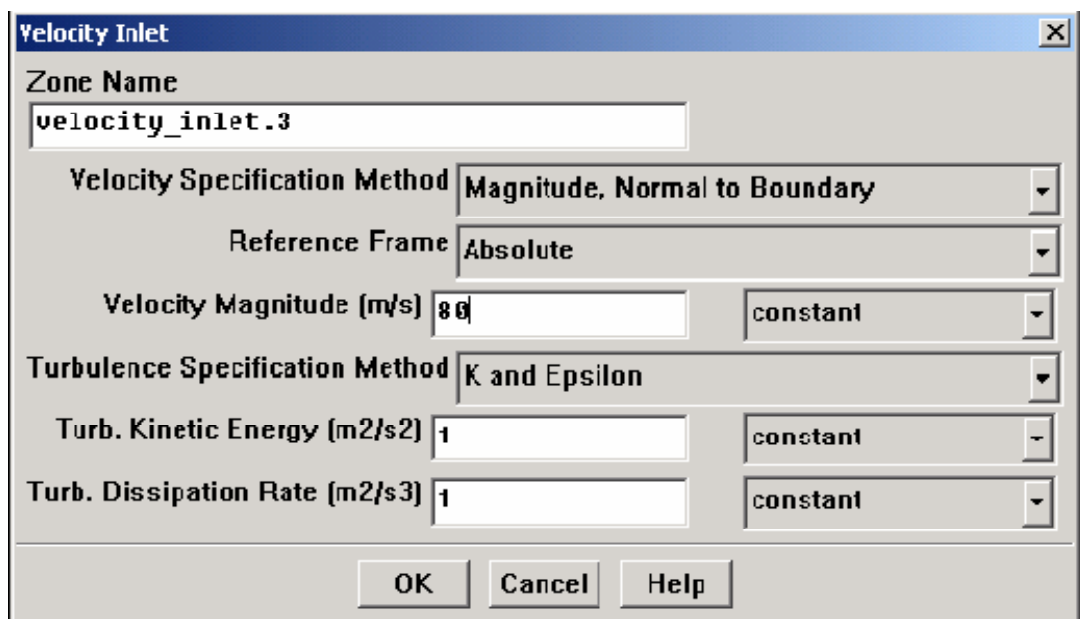 Velocity Inlet
Zone Name
velocity_inlet.3
Velocity Specification Method Magnitude, Normal to Boundary
Reference Frame Absolute
Velocity Magnitude (m/s) 80 constant
Turbulence Specification Method K and Epsilon
Turb. Kinetic Energy (m2/s2) 1 constant
Turb. Dissipation Rate (m2/s3) 1 constant
OK Cancel Help